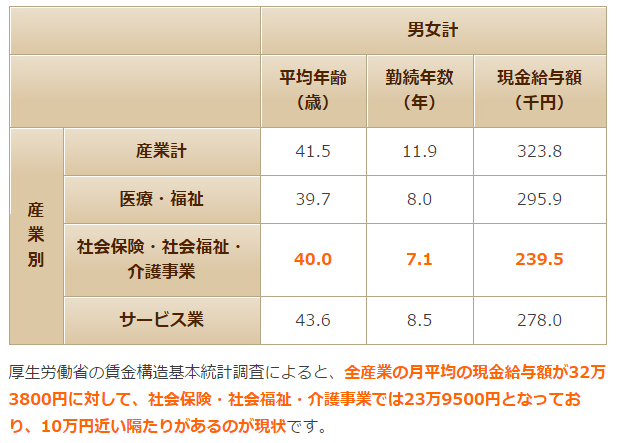 男女計
平均年齢
（歳）
勤続年数
（年）
現金給与額
（千円）
産業別
産業計
41.5
11.9
323.8
医療・福祉
39.7
8.0
295.9
社会保険・社会福祉・
介護事業
40.0
7.1
239.5
サービス業
43.6
8.5
278.0
厚生労働省の賃金構造基本統計調査によると、全産業の月平均の現金給与額が32万
3800円に対して、社会保険・社会福祉・介護事業では23万9500円となってお
り、10万円近い隔たりがあるのが現状です。